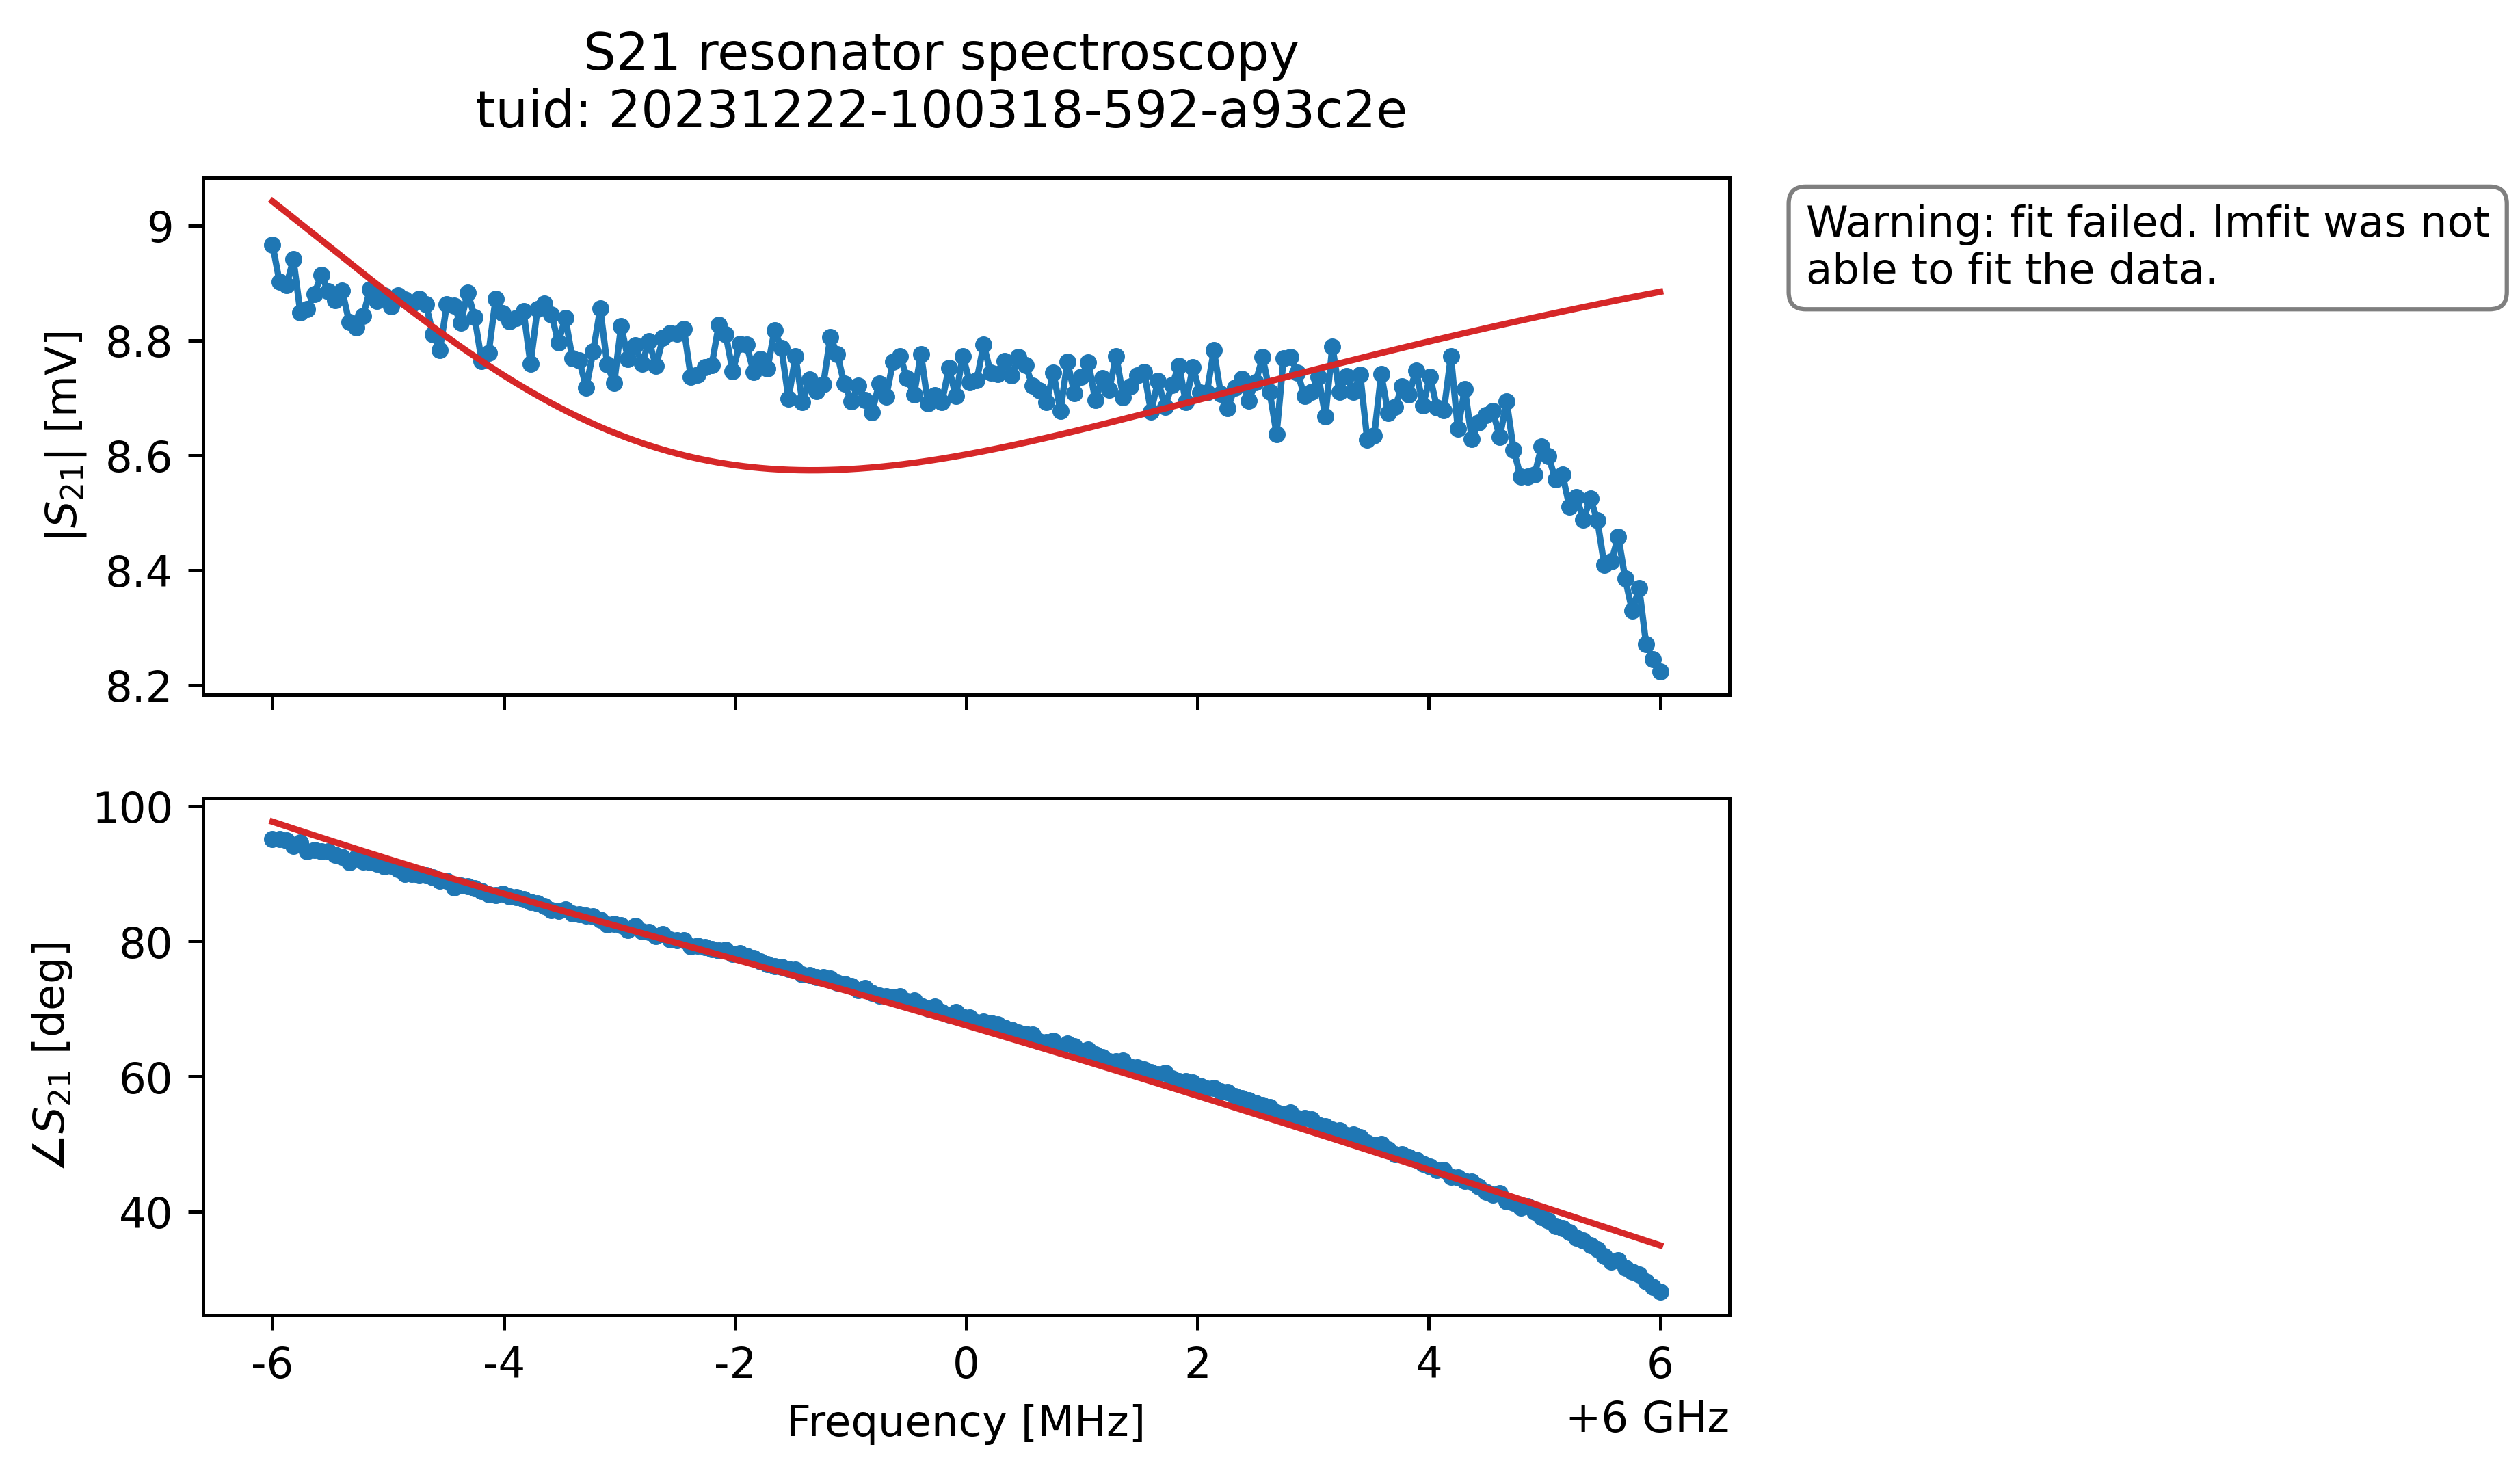 S21 resonator spectroscopy
tuid: 20231222-100318-592-a93c2e
Warning: fit failed. lmfit was not
able to fit the data.
|S21| [mV]
9
8.8
8.6
8.4
8.2
∠S21 [deg]
100
80
60
40
-6 -4 -2 0 2 4 6
Frequency [MHz]
+6 GHz